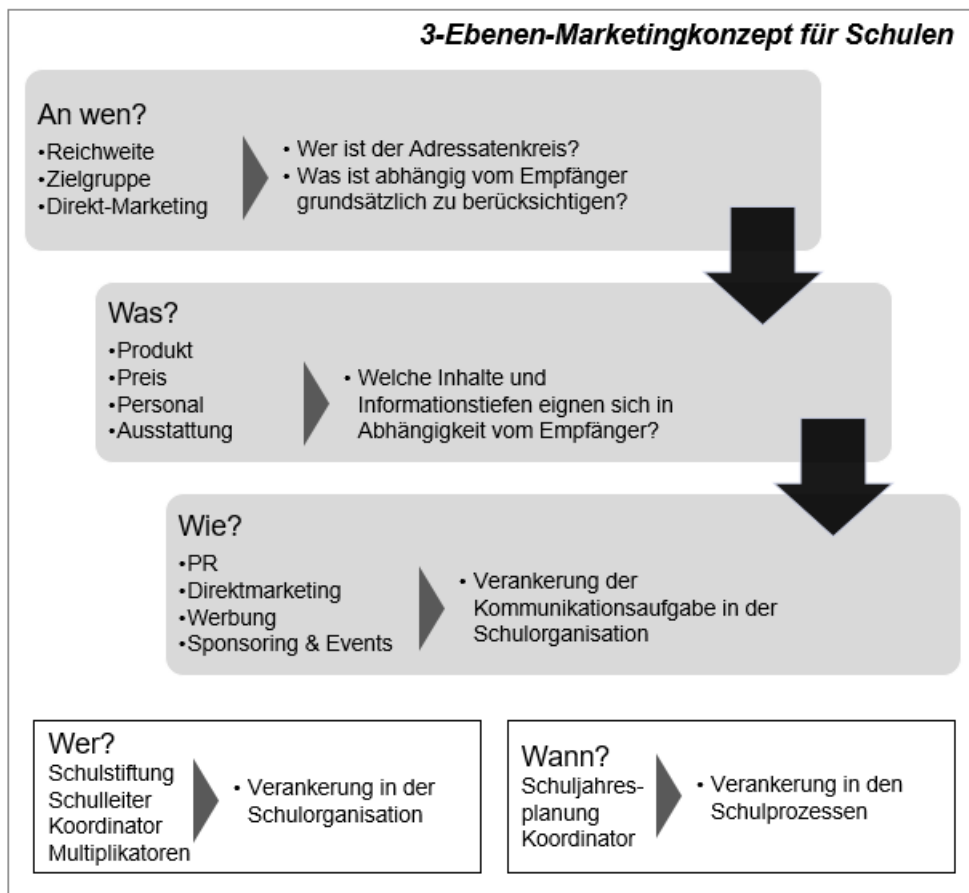 3-Ebenen-Marketingkonzept für Schulen
An wen?
•Reichweite
•Zielgruppe
•Direkt-Marketing
• Wer ist der Adressatenkreis?
• Was ist abhängig vom Empfänger
grundsätzlich zu berücksichtigen?
Was?
•Produkt
•Preis
•Personal
•Ausstattung
• Welche Inhalte und
Informationstiefen eignen sich in
Abhängigkeit vom Empfänger?
Wie?
•PR
•Direktmarketing
•Werbung
•Sponsoring & Events
• Verankerung der
Kommunikationsaufgabe in der
Schulorganisation
Wer?
Schulstiftung
Schulleiter
Koordinator
Multiplikatoren
• Verankerung in der
Schulorganisation
Wann?
Schuljahres-
planung
Koordinator
• Verankerung in den
Schulprozessen